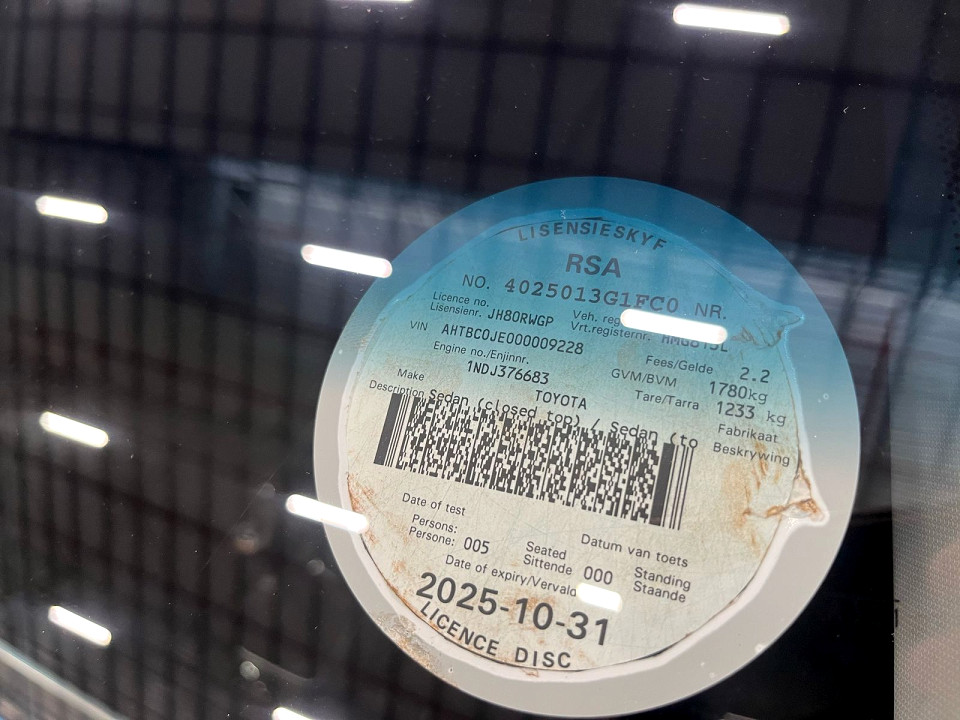 LISENSIESKYF
RSA
NO. 4025013G1FC0 NR.
Licence no. Veh.
Lisensienr. JH80RWGP Vrt.registernr.
VIN AHTBC0JE000009228 Fees/Gelde 2.2
Engine no./Enjinnr. GVM/BVM 1780kg
1NDJ376683 Tare/Tarra 1233 kg
Make TOYOTA Fabrikaat
Description Sedan (closed top) / Sedan (to Beskrywing
Date of test Datum van toets
Persons: Seated Standing
Persone: 005 Sittende 000 Staande
Date of expiry/Vervald
2025-10-31
LICENCE DISC